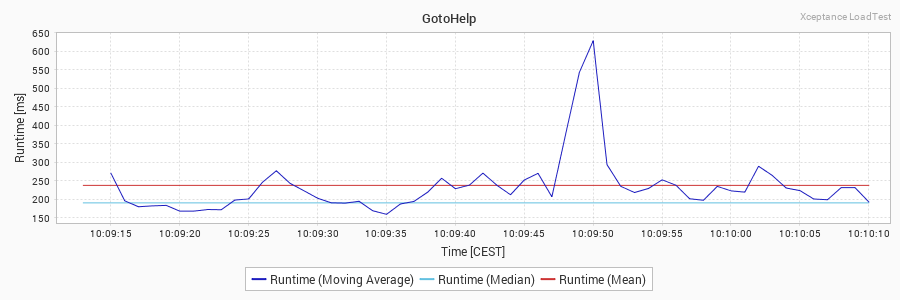 GotoHelp
Xceptance LoadTest
Runtime [ms]
650
600
550
500
450
400
350
300
250
200
150
10:09:15 10:09:20 10:09:25 10:09:30 10:09:35 10:09:40 10:09:45 10:09:50 10:09:55 10:10:00 10:10:05 10:10:10
Time [CEST]
Runtime (Moving Average) Runtime (Median) Runtime (Mean)